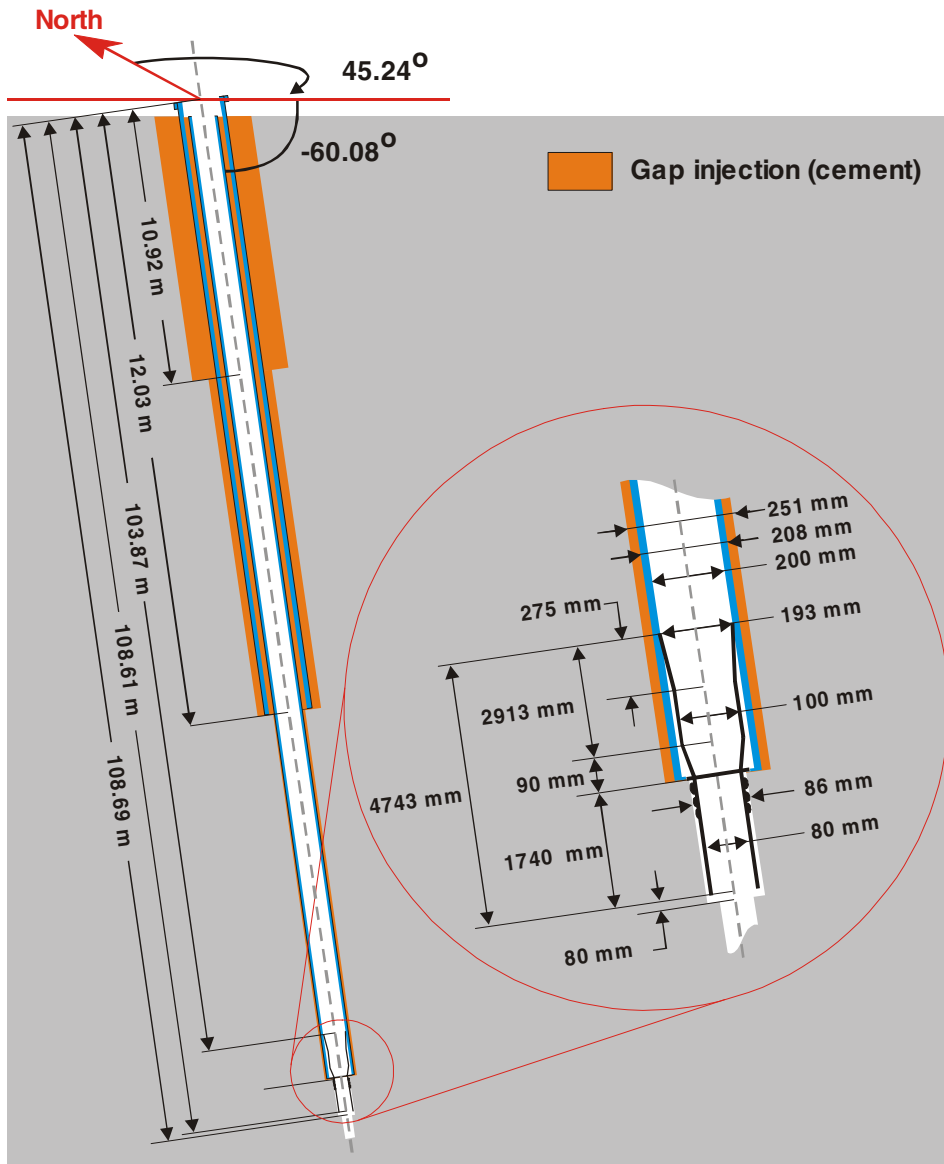 North
45.24°
-60.08°
Gap injection (cement)
10.92 m
12.03 m
103.87 m
108.61 m
108.69 m
251 mm
208 mm
200 mm
275 mm
193 mm
2913 mm
100 mm
90 mm
4743 mm
86 mm
80 mm
1740 mm
80 mm